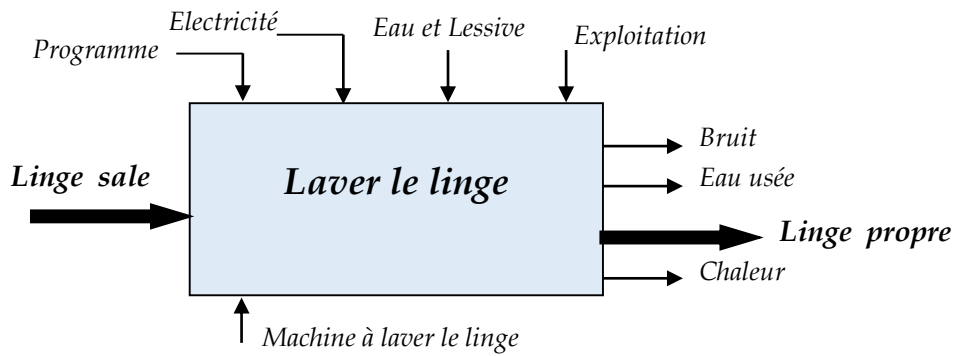 Electricité
Eau et Lessive
Exploitation
Programme
Bruit
Linge sale
Laver le linge
Eau usée
Linge propre
Chaleur
Machine à laver le linge